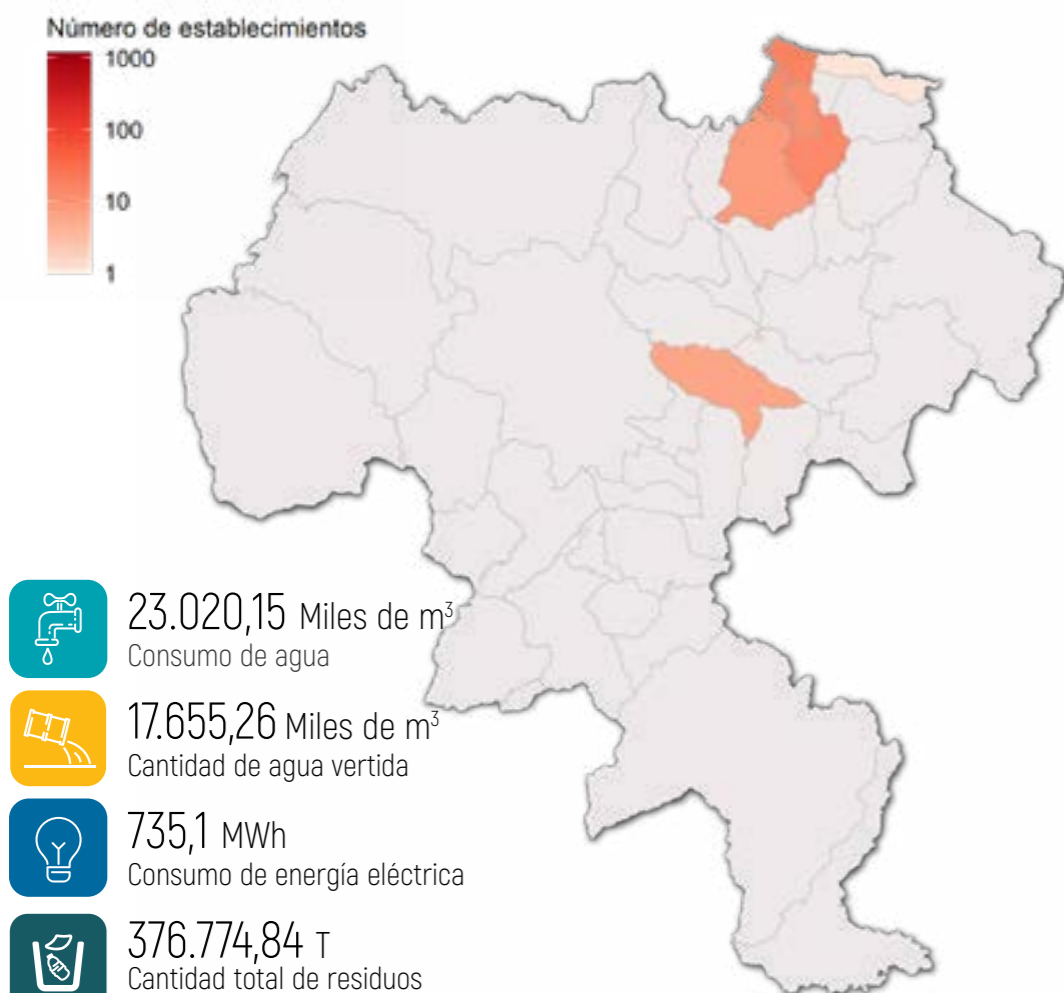 Número de establecimientos
1000
100
10
1
23.020,15 Miles de m³
Consumo de agua
17.655,26 Miles de m³
Cantidad de agua vertida
735,1 MWh
Consumo de energía eléctrica
376.774,84 T
Cantidad total de residuos